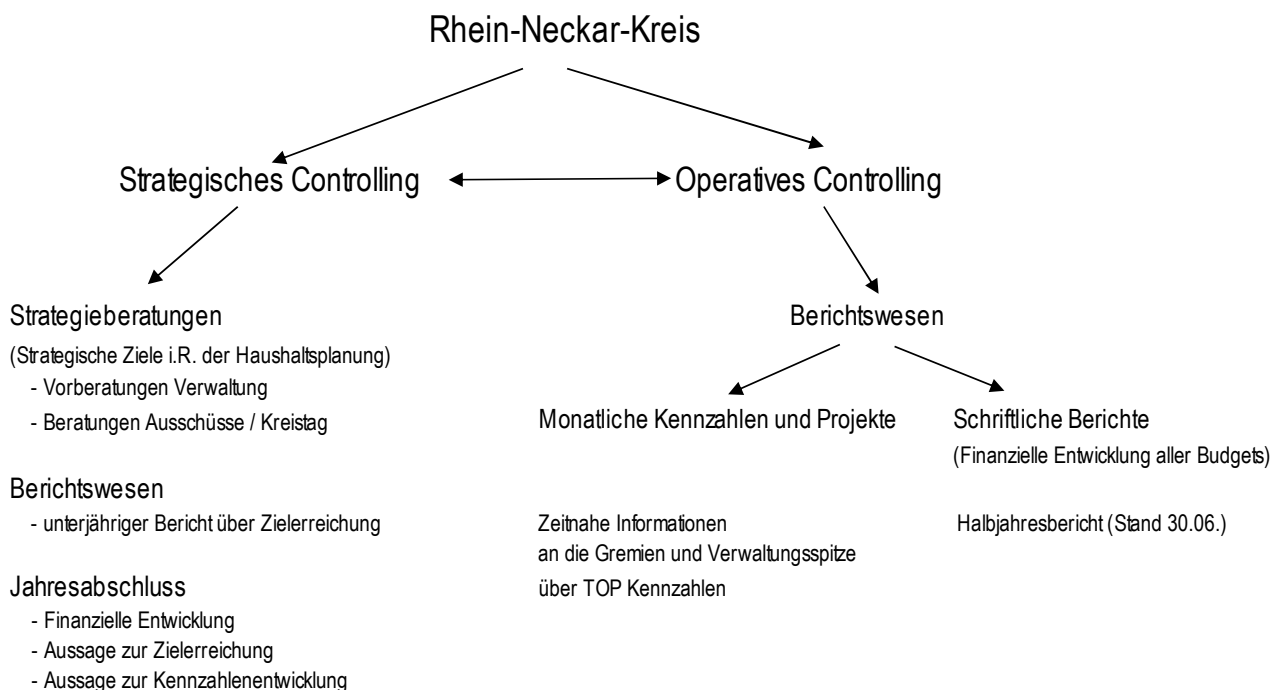 Rhein-Neckar-Kreis
Strategisches Controlling
Operatives Controlling
Strategieberatungen
(Strategische Ziele i.R. der Haushaltsplanung)
- Vorberatungen Verwaltung
- Beratungen Ausschüsse / Kreistag
Berichtswesen
- unterjähriger Bericht über Zielerreichung
Jahresabschluss
- Finanzielle Entwicklung
- Aussage zur Zielerreichung
- Aussage zur Kennzahlenentwicklung
Berichtswesen
Monatliche Kennzahlen und Projekte
Zeitnahe Informationen
an die Gremien und Verwaltungsspitze
über TOP Kennzahlen
Schriftliche Berichte
(Finanzielle Entwicklung aller Budgets)
Halbjahresbericht (Stand 30.06.)